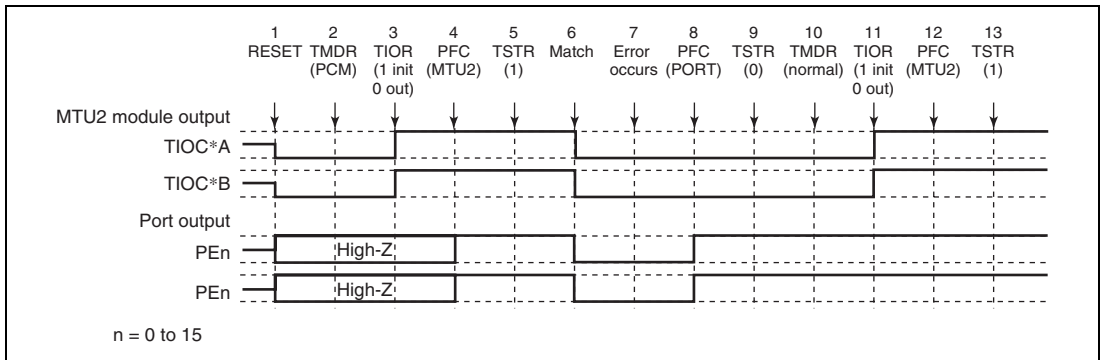 1 2 3 4 5 6 7 8 9 10 11 12 13
RESET TMDR TIOR PFC TSTR Match Error PFC TSTR TMDR TIOR PFC TSTR
(PCM) (1 init (MTU2) (1) occurs (PORT) (0) (normal) (1 init (MTU2) (1)
0 out) 0 out)
MTU2 module output
TIOC*A
TIOC*B
Port output
PEn High-Z
PEn High-Z
n = 0 to 15